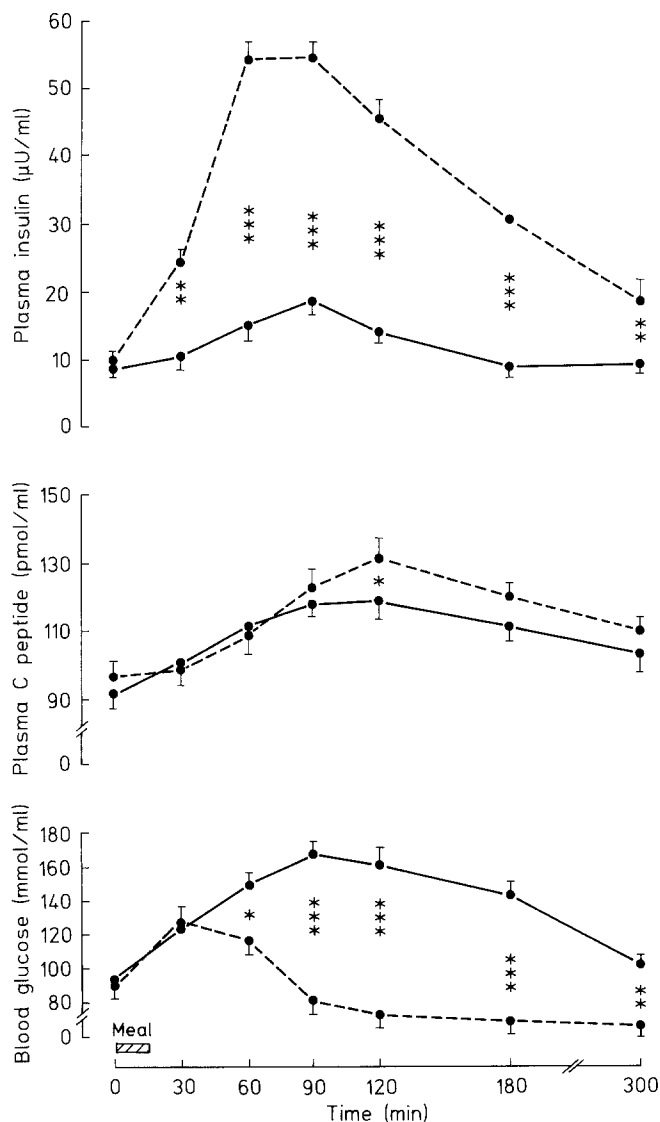 Plasma insulin (µU/ml)
60
50
40
30
20
10
0
** *** *** *** *** **
Plasma C peptide (pmol/ml)
150
130
110
90
0
*
Blood glucose (mmol/ml)
180
160
140
120
100
80
0
* *** *** *** **
Meal
0 30 60 90 120 180 300
Time (min)